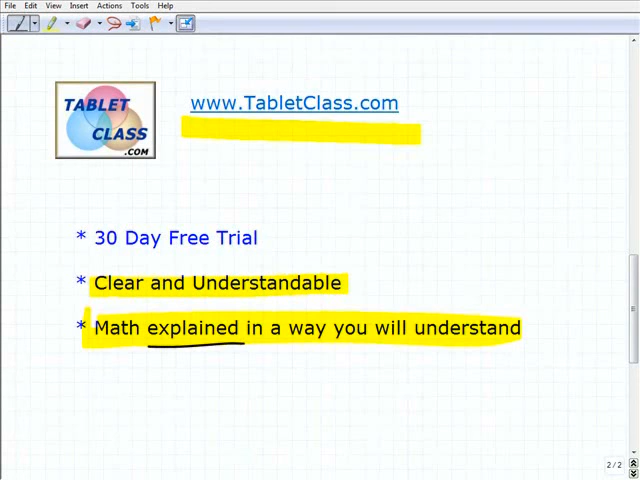 File Edit View Insert Actions Tools Help
TABLET
CLASS
.COM
www.TabletClass.com
* 30 Day Free Trial
* Clear and Understandable
* Math explained in a way you will understand
2 / 2